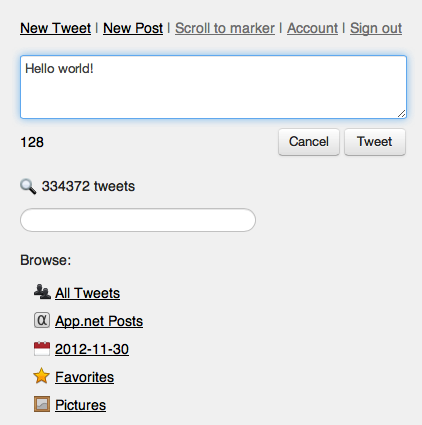 New Tweet | New Post | Scroll to marker | Account | Sign out
Hello world!
128
Cancel
Tweet
334372 tweets
Browse:
All Tweets
α App.net Posts
2012-11-30
Favorites
Pictures